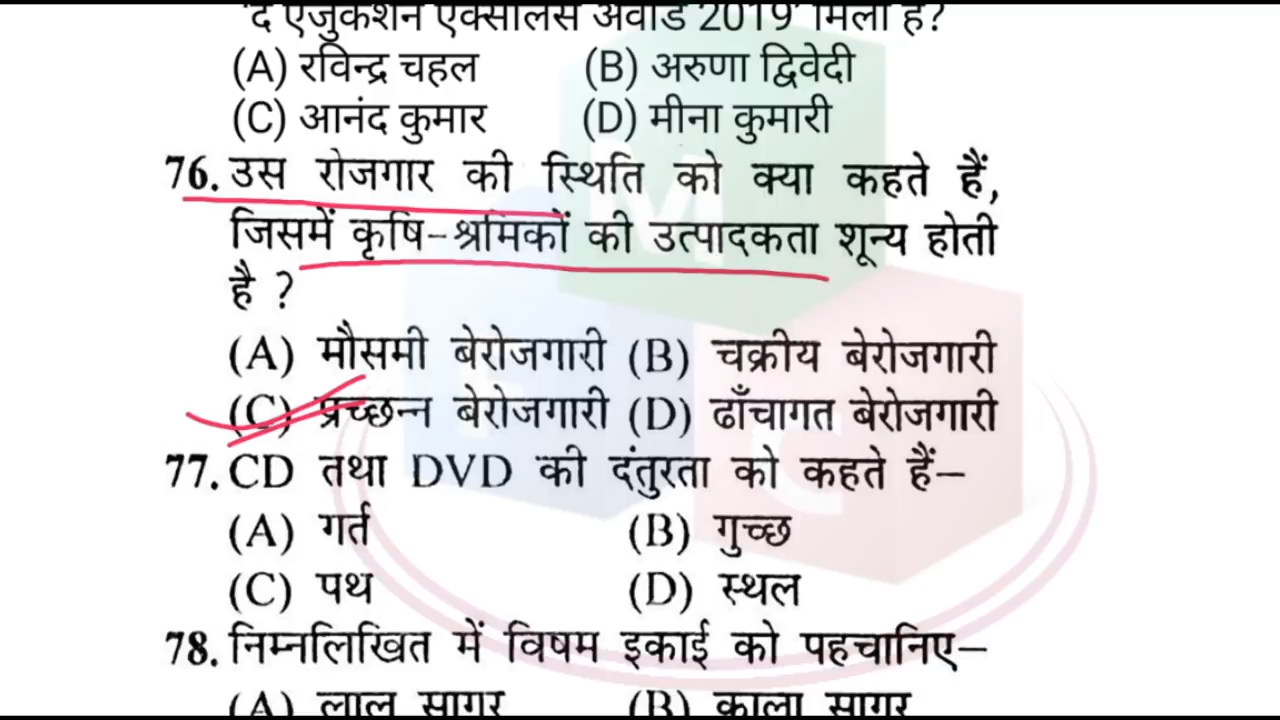 द एजुकेशन एक्सीलेंस अवॉर्ड 2019' मिला है?
(A) रविन्द्र चहल (B) अरुणा द्विवेदी
(C) आनंद कुमार (D) मीना कुमारी
76. उस रोजगार की स्थिति को क्या कहते हैं,
जिसमें कृषि-श्रमिकों की उत्पादकता शून्य होती
है ?
(A) मौसमी बेरोजगारी (B) चक्रीय बेरोजगारी
(C) प्रच्छन्न बेरोजगारी (D) ढाँचागत बेरोजगारी
77. CD तथा DVD की दंतुरता को कहते हैं–
(A) गर्त (B) गुच्छ
(C) पथ (D) स्थल
78. निम्नलिखित में विषम इकाई को पहचानिए–
(A) लाल सागर (B) काला सागर
M
C